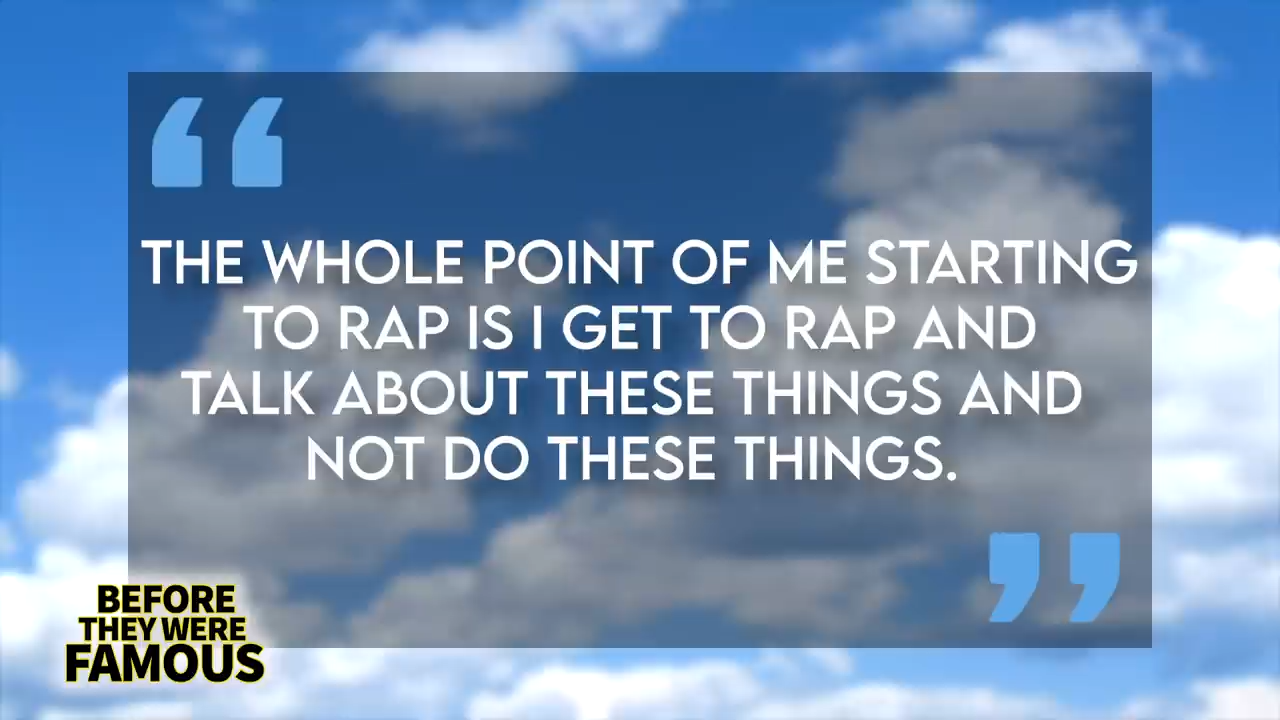 “
THE WHOLE POINT OF ME STARTING
TO RAP IS I GET TO RAP AND
TALK ABOUT THESE THINGS AND
NOT DO THESE THINGS.
”
BEFORE
THEY WERE
FAMOUS